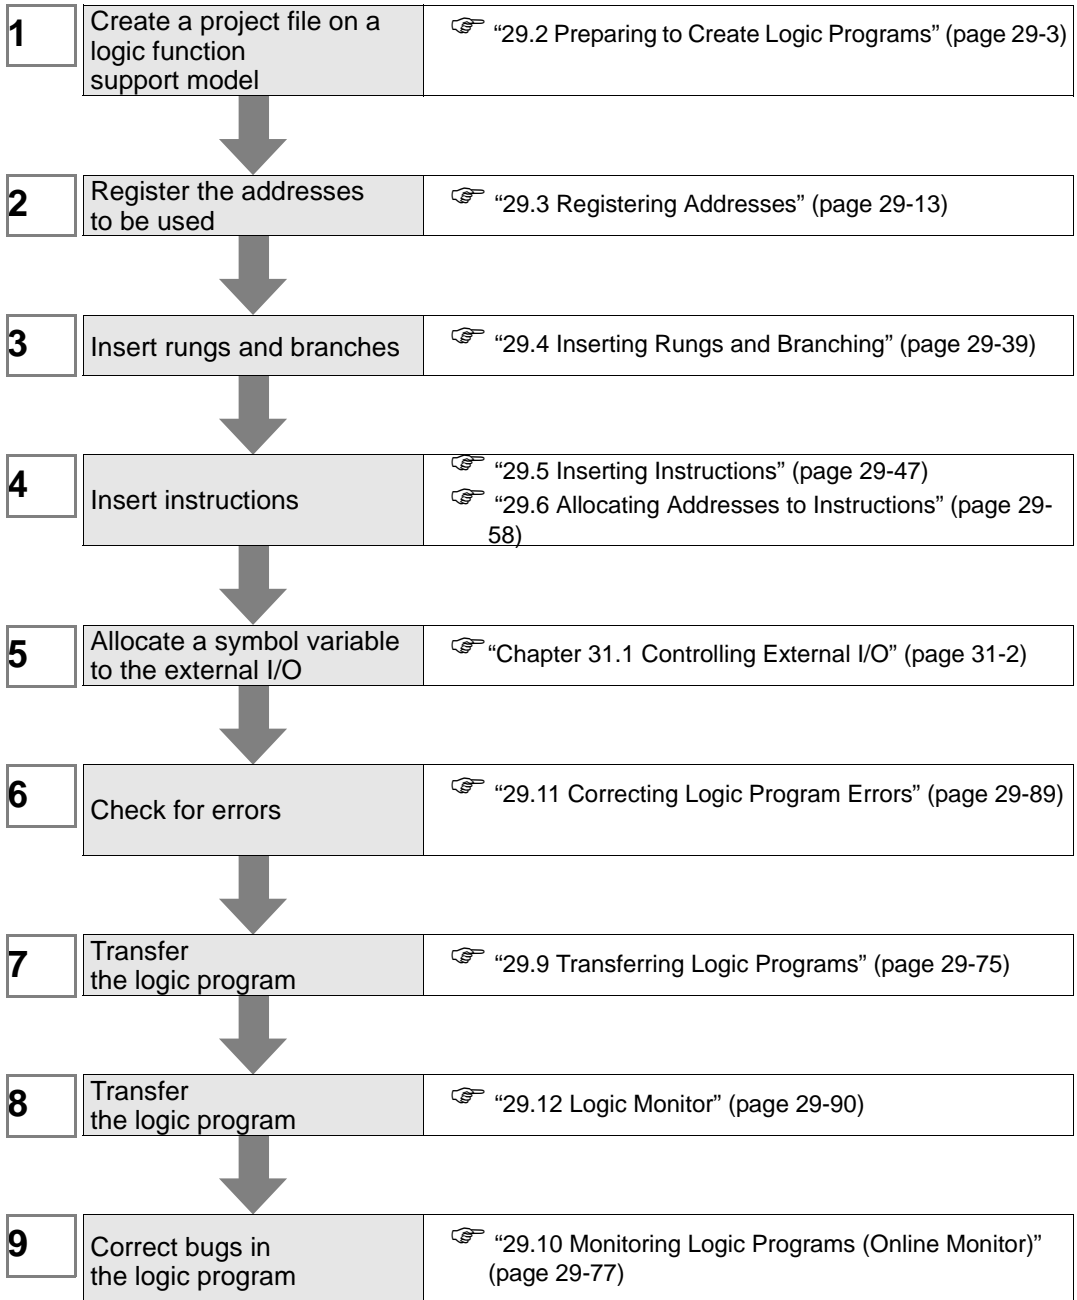 1
Create a project file on a
logic function
support model
☞ “29.2 Preparing to Create Logic Programs” (page 29-3)
2
Register the addresses
to be used
☞ “29.3 Registering Addresses” (page 29-13)
3
Insert rungs and branches
☞ “29.4 Inserting Rungs and Branching” (page 29-39)
4
Insert instructions
☞ “29.5 Inserting Instructions” (page 29-47)
☞ “29.6 Allocating Addresses to Instructions” (page 29-
58)
5
Allocate a symbol variable
to the external I/O
☞ “Chapter 31.1 Controlling External I/O” (page 31-2)
6
Check for errors
☞ “29.11 Correcting Logic Program Errors” (page 29-89)
7
Transfer
the logic program
☞ “29.9 Transferring Logic Programs” (page 29-75)
8
Transfer
the logic program
☞ “29.12 Logic Monitor” (page 29-90)
9
Correct bugs in
the logic program
☞ “29.10 Monitoring Logic Programs (Online Monitor)”
(page 29-77)